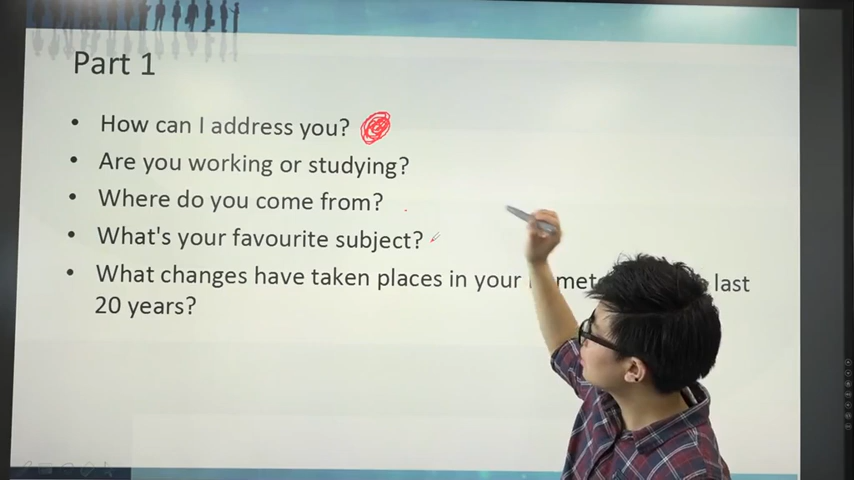 Part 1
• How can I address you?
• Are you working or studying?
• Where do you come from?
• What's your favourite subject?
• What changes have taken places in your last
20 years?